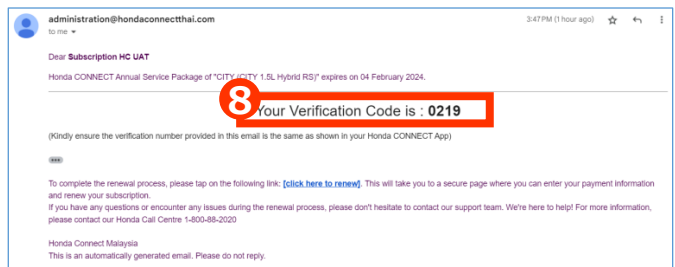 administration@hondaconnectthai.com
3:47 PM (1 hour ago)
to me
Dear Subscription HC UAT
Honda CONNECT Annual Service Package of "CITY (CITY 1.5L Hybrid RS)" expires on 04 February 2024.
8
Your Verification Code is : 0219
(Kindly ensure the verification number provided in this email is the same as shown in your Honda CONNECT App)
To complete the renewal process, please tap on the following link: [click here to renew]. This will take you to a secure page where you can enter your payment information
and renew your subscription.
If you have any questions or encounter any issues during the renewal process, please don't hesitate to contact our support team. We're here to help! For more information,
please contact our Honda Call Centre 1-800-88-2020
Honda Connect Malaysia
This is an automatically generated email. Please do not reply.